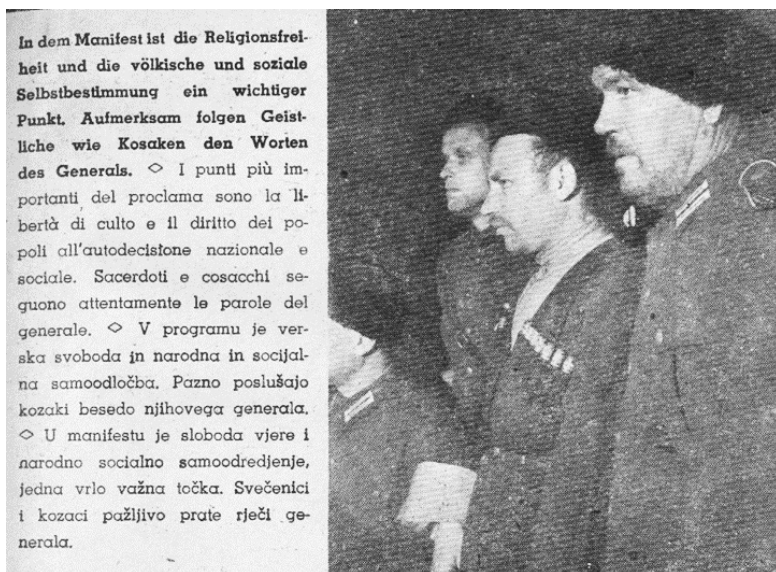 In dem Manifest ist die Religionsfrei-
heit und die völkische und soziale
Selbstbestimmung ein wichtiger
Punkt. Aufmerksam folgen Geist-
liche wie Kosaken den Worten
des Generals. ◇ I punti più im-
portanti del proclama sono la li-
bertà di culto e il diritto dei po-
poli all'autodecisione nazionale e
sociale. Sacerdoti e cosacchi se-
guono attentamente le parole del
generale. ◇ V programu je ver-
ska svoboda in narodna in socijal-
na samoodločba. Pazno poslušajo
kozaki besedo njihovega generala.
◇ U manifestu je sloboda vjere i
narodno socialno samoodredjenje,
jedna vrlo važna točka. Svečenici
i kozaci pažljivo prate rječi ge-
nerala.